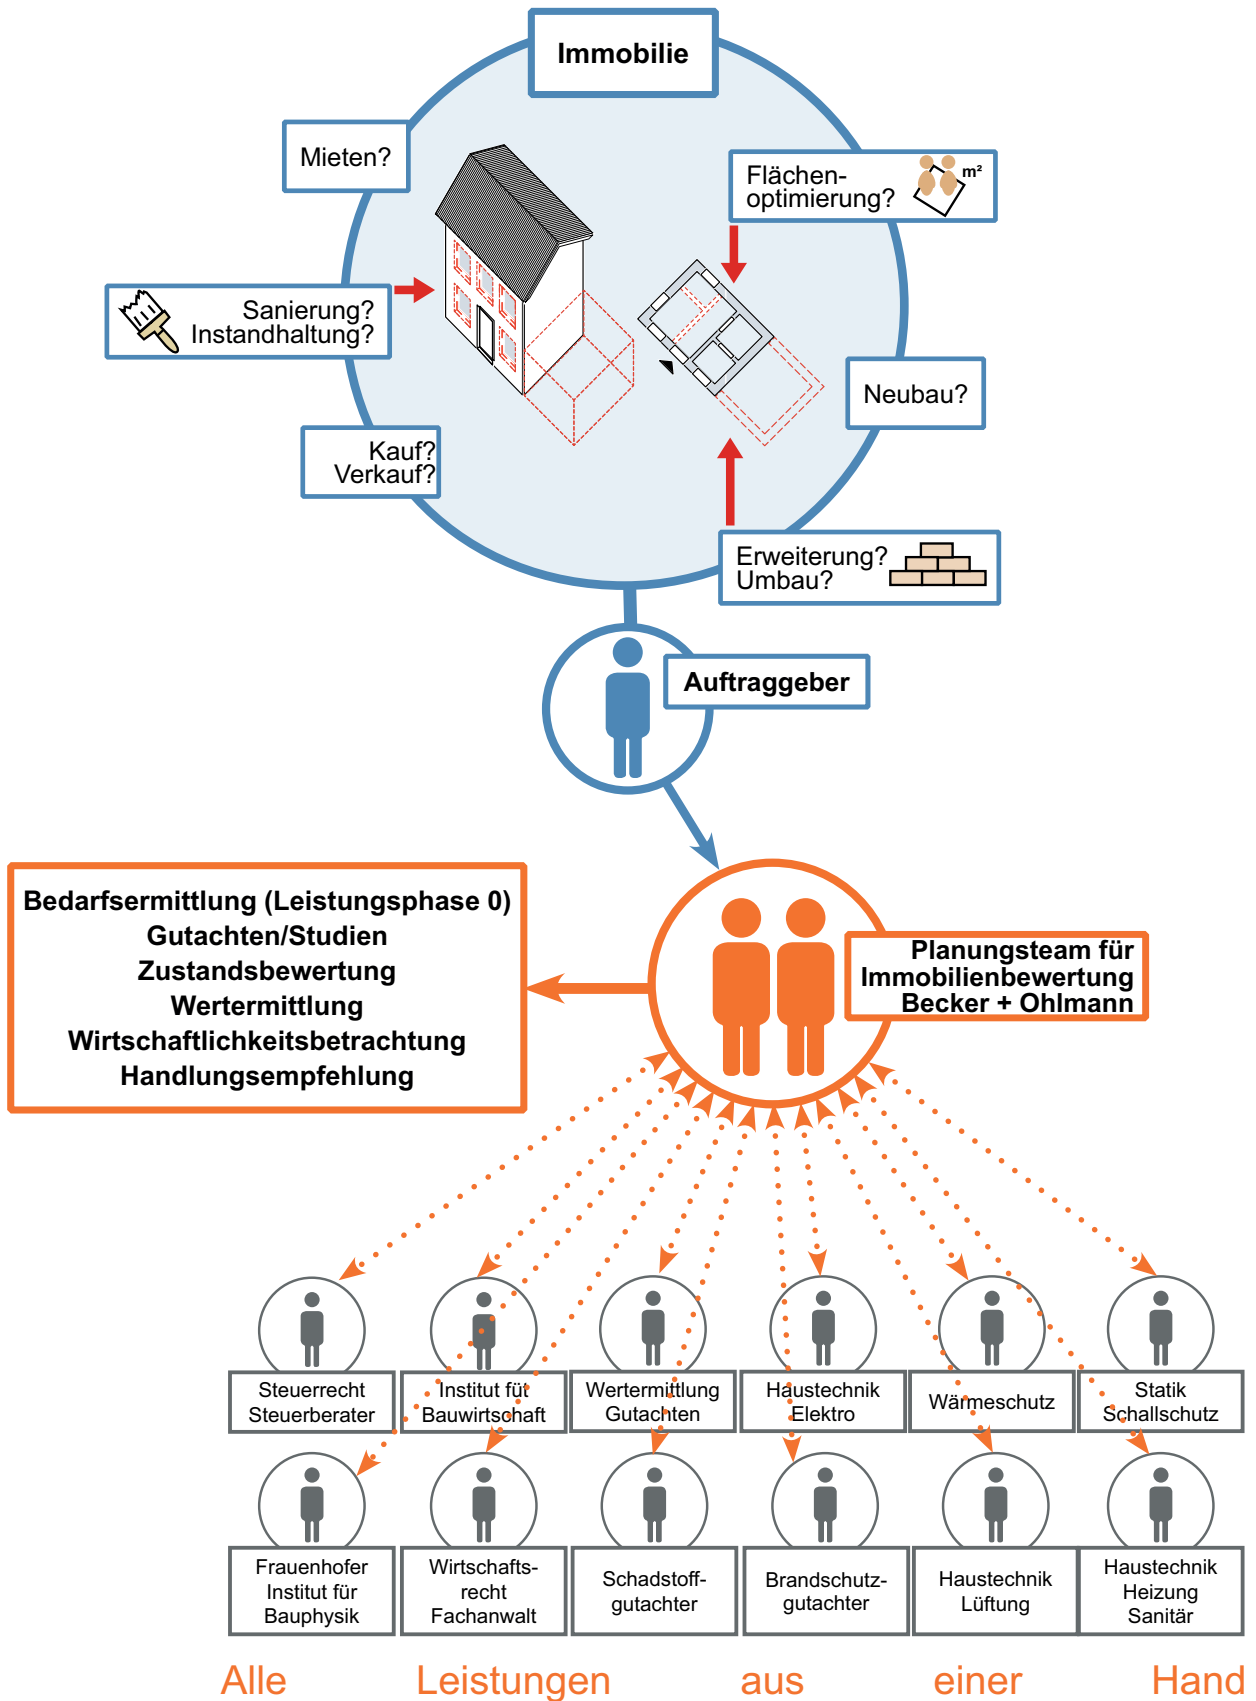 Immobilie
Mieten?
Flächen-
optimierung?
m²
Sanierung?
Instandhaltung?
Neubau?
Kauf?
Verkauf?
Erweiterung?
Umbau?
Auftraggeber
Bedarfsermittlung (Leistungsphase 0)
Gutachten/Studien
Zustandsbewertung
Wertermittlung
Wirtschaftlichkeitsbetrachtung
Handlungsempfehlung
Planungsteam für
Immobilienbewertung
Becker + Ohlmann
Steuerrecht
Steuerberater
Institut füt
Bauwirtschaft
Wertermittlung
Gutachten
Haustechnik
Elektro
Wärmeschutz
Statik
Schallschutz
Frauenhofer
Institut für
Bauphysik
Wirtschafts-
recht
Fachanwalt
Schadstoff-
gutachter
Brandschutz-
gutachter
Haustechnik
Lüftung
Haustechnik
Heizung
Sanitär
Alle Leistungen aus einer Hand